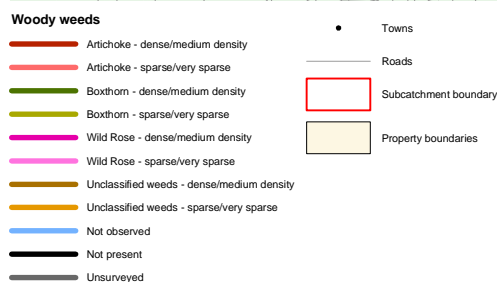 Woody weeds
Artichoke - dense/medium density
Artichoke - sparse/very sparse
Boxthorn - dense/medium density
Boxthorn - sparse/very sparse
Wild Rose - dense/medium density
Wild Rose - sparse/very sparse
Unclassified weeds - dense/medium density
Unclassified weeds - sparse/very sparse
Not observed
Not present
Unsurveyed
Towns
Roads
Subcatchment boundary
Property boundaries